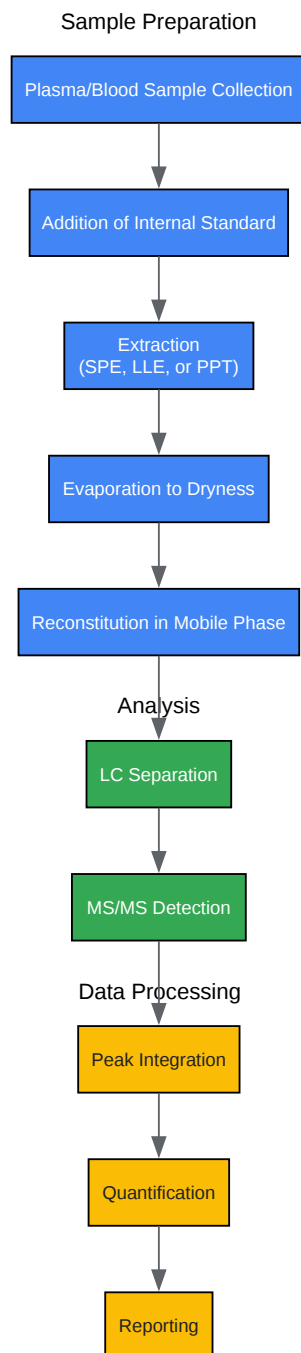 Sample Preparation
Plasma/Blood Sample Collection
Addition of Internal Standard
Extraction
(SPE, LLE, or PPT)
Evaporation to Dryness
Reconstitution in Mobile Phase
Analysis
LC Separation
MS/MS Detection
Data Processing
Peak Integration
Quantification
Reporting